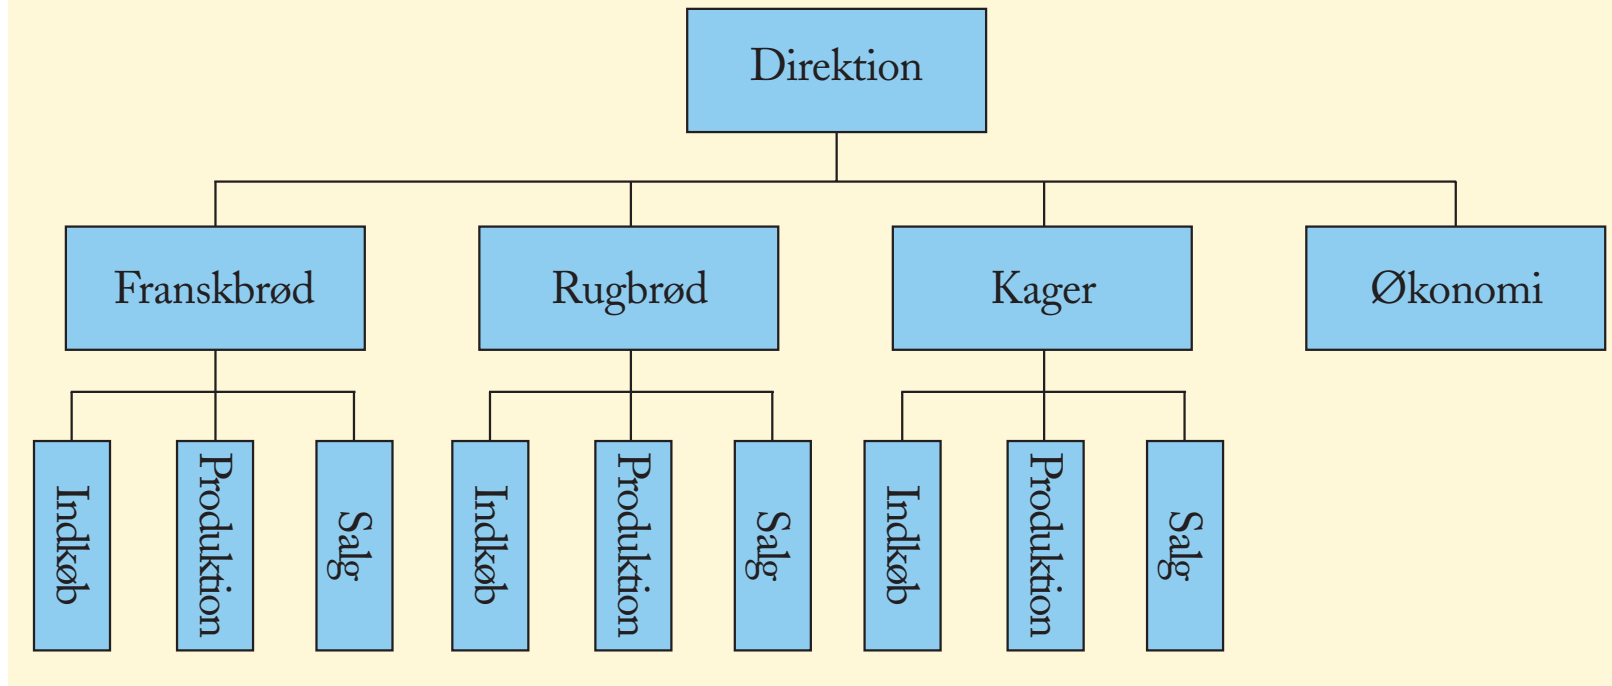 Direktion
Franskbrød
Rugbrød
Kager
Økonomi
Indkøb
Produktion
Salg
Indkøb
Produktion
Salg
Indkøb
Produktion
Salg